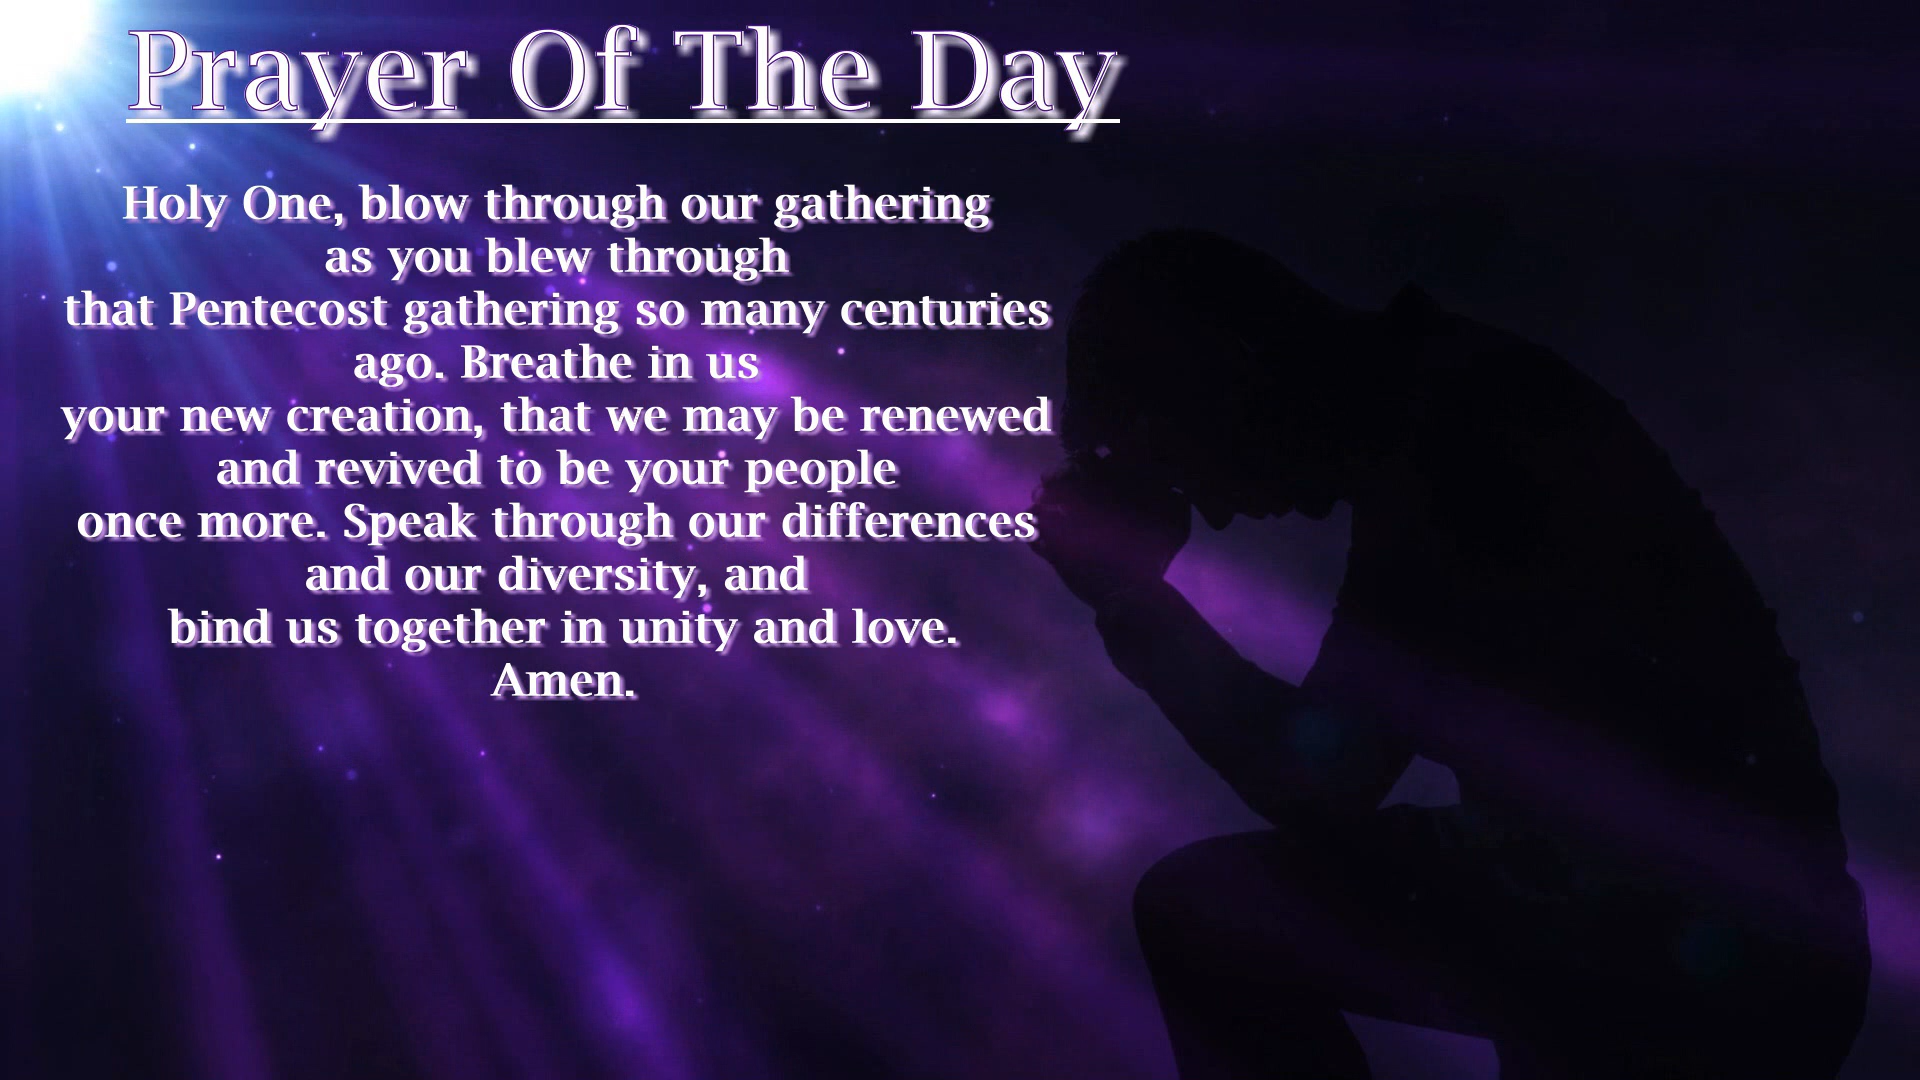 Prayer Of The Day
Holy One, blow through our gathering
as you blew through
that Pentecost gathering so many centuries
ago. Breathe in us
your new creation, that we may be renewed
and revived to be your people
once more. Speak through our differences
and our diversity, and
bind us together in unity and love.
Amen.